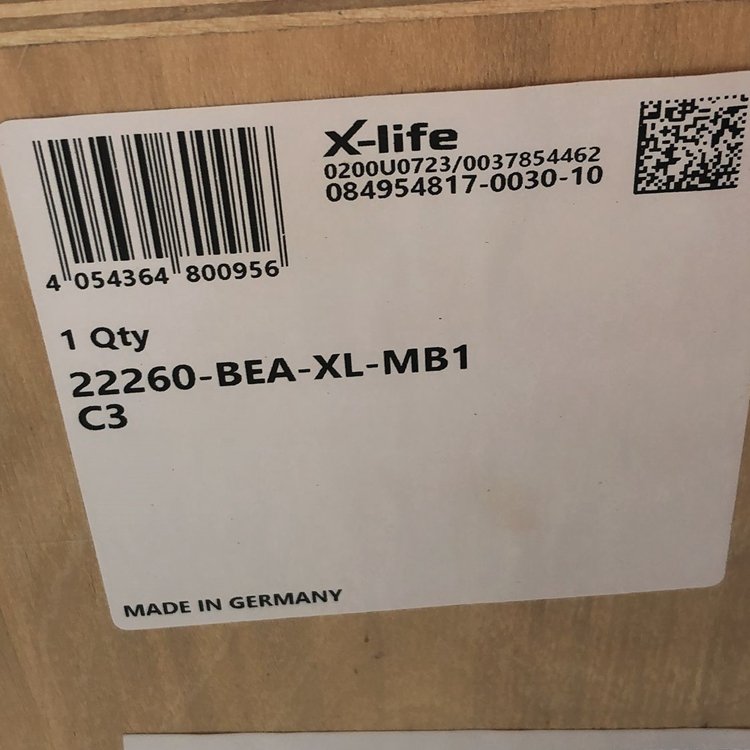 X-life
0200U0723/0037854462
084954817-0030-10
4 054364 800956
1 Qty
22260-BEA-XL-MB1
C3
MADE IN GERMANY